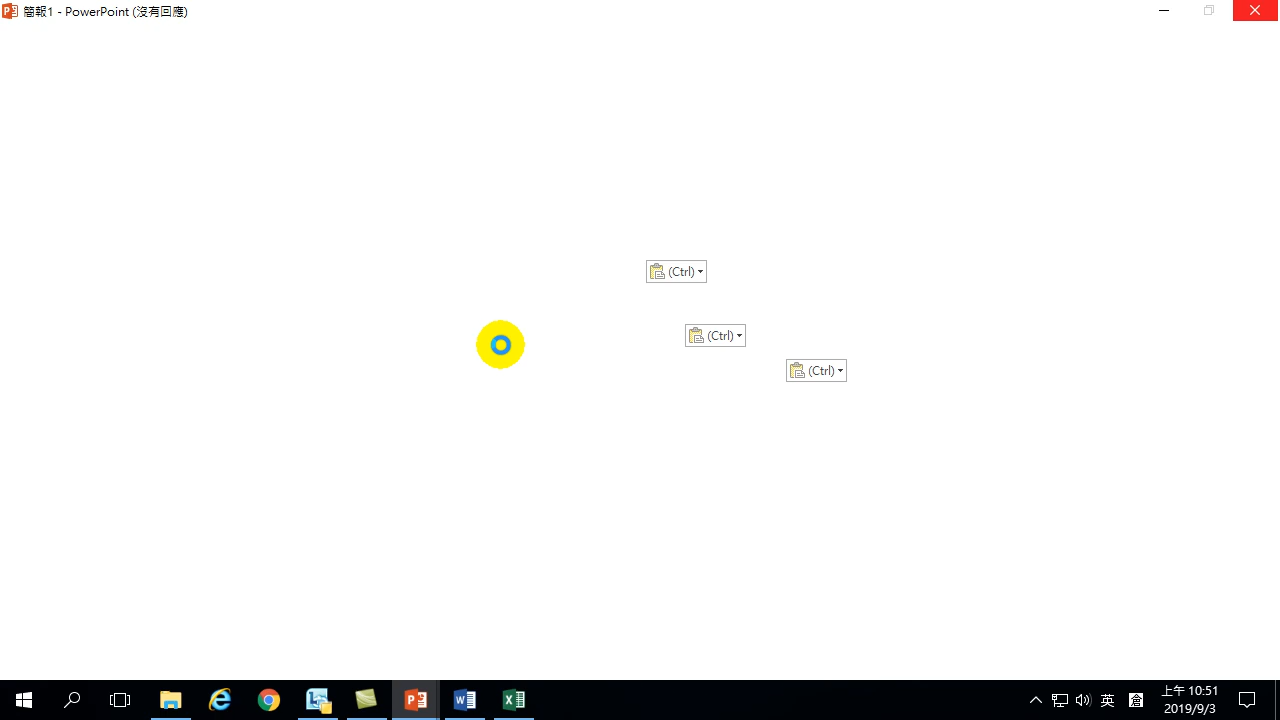 簡報1 - PowerPoint (沒有回應)
(Ctrl)
(Ctrl)
(Ctrl)
英
倉
上午 10:51
2019/9/3